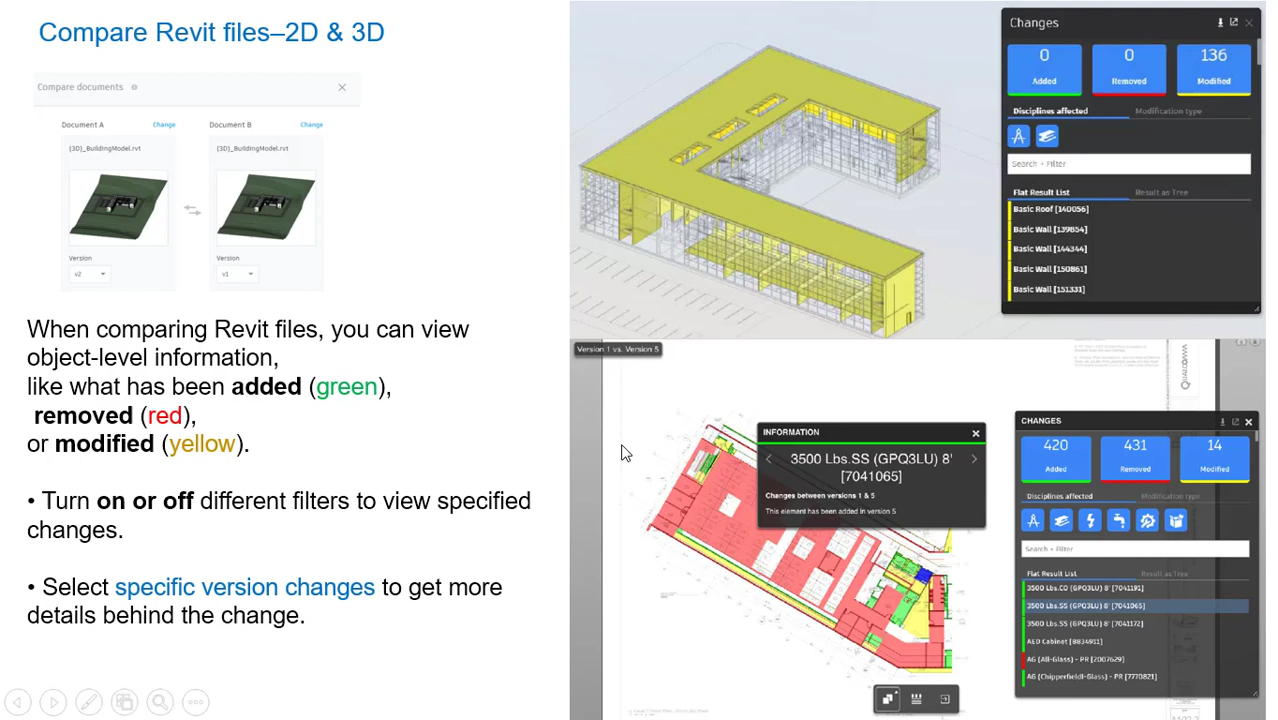 Compare Revit files–2D & 3D
Compare documents
Document A
Change
Document B
Change
{3D}_BuildingModel.rvt
{3D}_BuildingModel.rvt
Version
Version
v2
v1
When comparing Revit files, you can view
object-level information,
like what has been added (green),
removed (red),
or modified (yellow).
• Turn on or off different filters to view specified
changes.
• Select specific version changes to get more
details behind the change.
Changes
0
0
136
Added
Removed
Modified
Disciplines affected
Modification type
Search + Filter
Flat Result List
Result as Tree
Basic Roof [140056]
Basic Wall [139854]
Basic Wall [144344]
Basic Wall [150861]
Basic Wall [151331]
Version 1 vs. Version 5
INFORMATION
3500 Lbs.SS (GPQ3LU) 8'
[7041065]
Changes between versions 1 & 5
This element has been added in version 5
CHANGES
420
431
14
Added
Removed
Modified
Disciplines affected
Modification type
Search + Filter
Flat Result List
Result as Tree
3500 Lbs.CO (GPQ3LU) 8' [7041191]
3500 Lbs.SS (GPQ3LU) 8' [7041065]
3500 Lbs.SS (GPQ3LU) 8' [7041172]
AED Cabinet [8834911]
AG (All-Glass) - PR [2007629]
AG (Chipperfieldl-Glass) - PR [7770821]